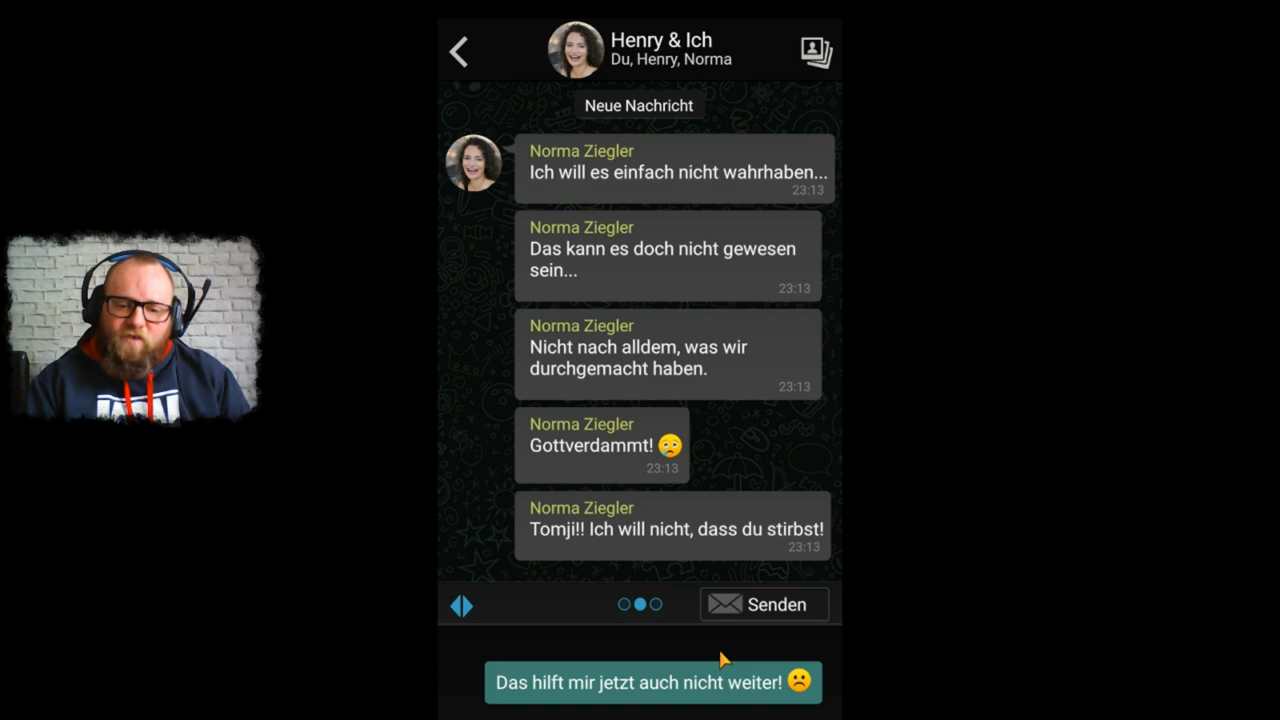 Henry & Ich
Du, Henry, Norma
Neue Nachricht
Norma Ziegler
Ich will es einfach nicht wahrhaben...
23:13
Norma Ziegler
Das kann es doch nicht gewesen
sein...
23:13
Norma Ziegler
Nicht nach alldem, was wir
durchgemacht haben.
23:13
Norma Ziegler
Gottverdammt! 😢
23:13
Norma Ziegler
Tomji!! Ich will nicht, dass du stirbst!
23:13
Senden
Das hilft mir jetzt auch nicht weiter! 🙁